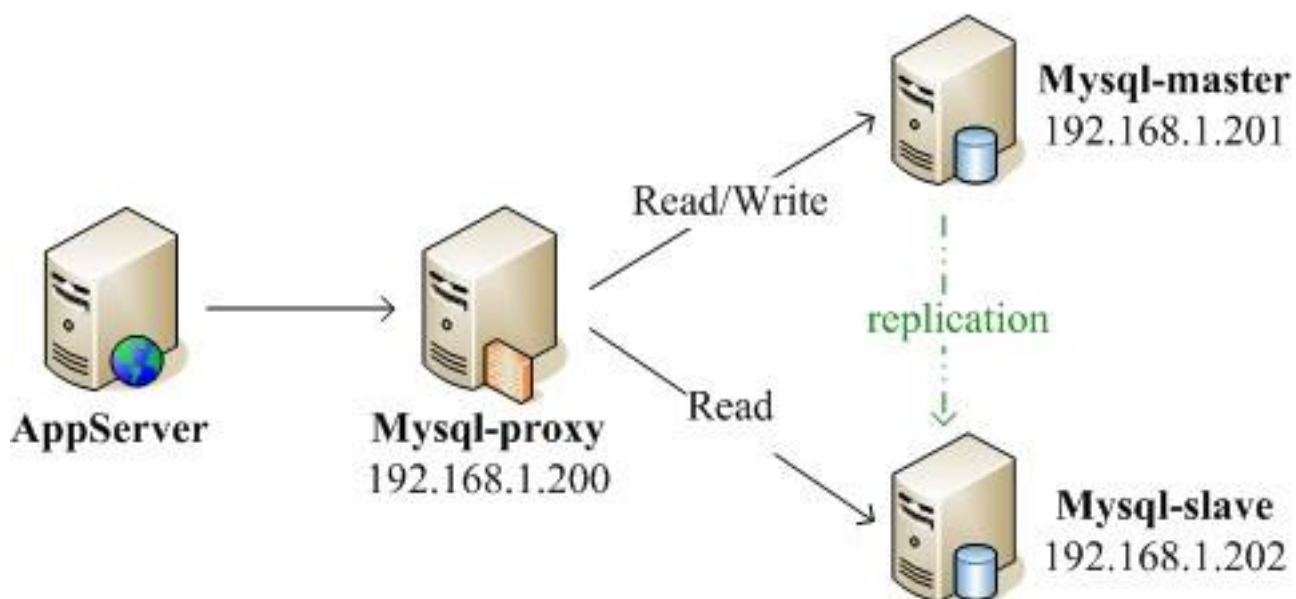 Mysql-master
192.168.1.201
Read/Write
replication
AppServer
Mysql-proxy
192.168.1.200
Read
Mysql-slave
192.168.1.202